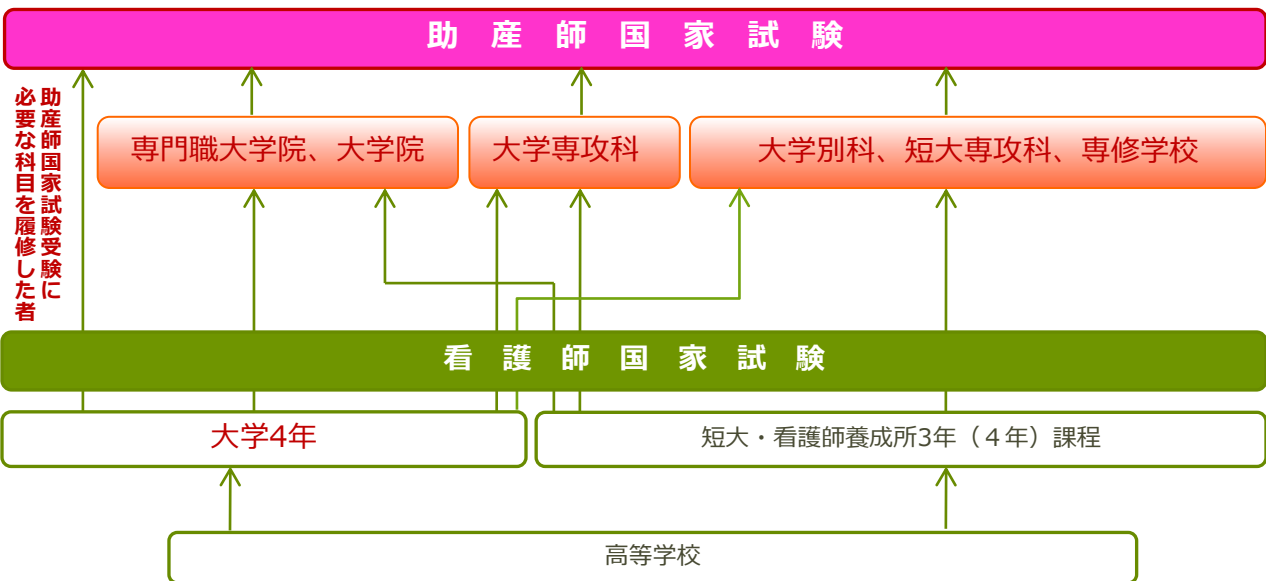 助産師国家試験
助産師国家試験受験に
必要な科目を履修した者
専門職大学院、大学院
大学専攻科
大学別科、短大専攻科、専修学校
看護師国家試験
大学4年
短大・看護師養成所3年（４年）課程
高等学校